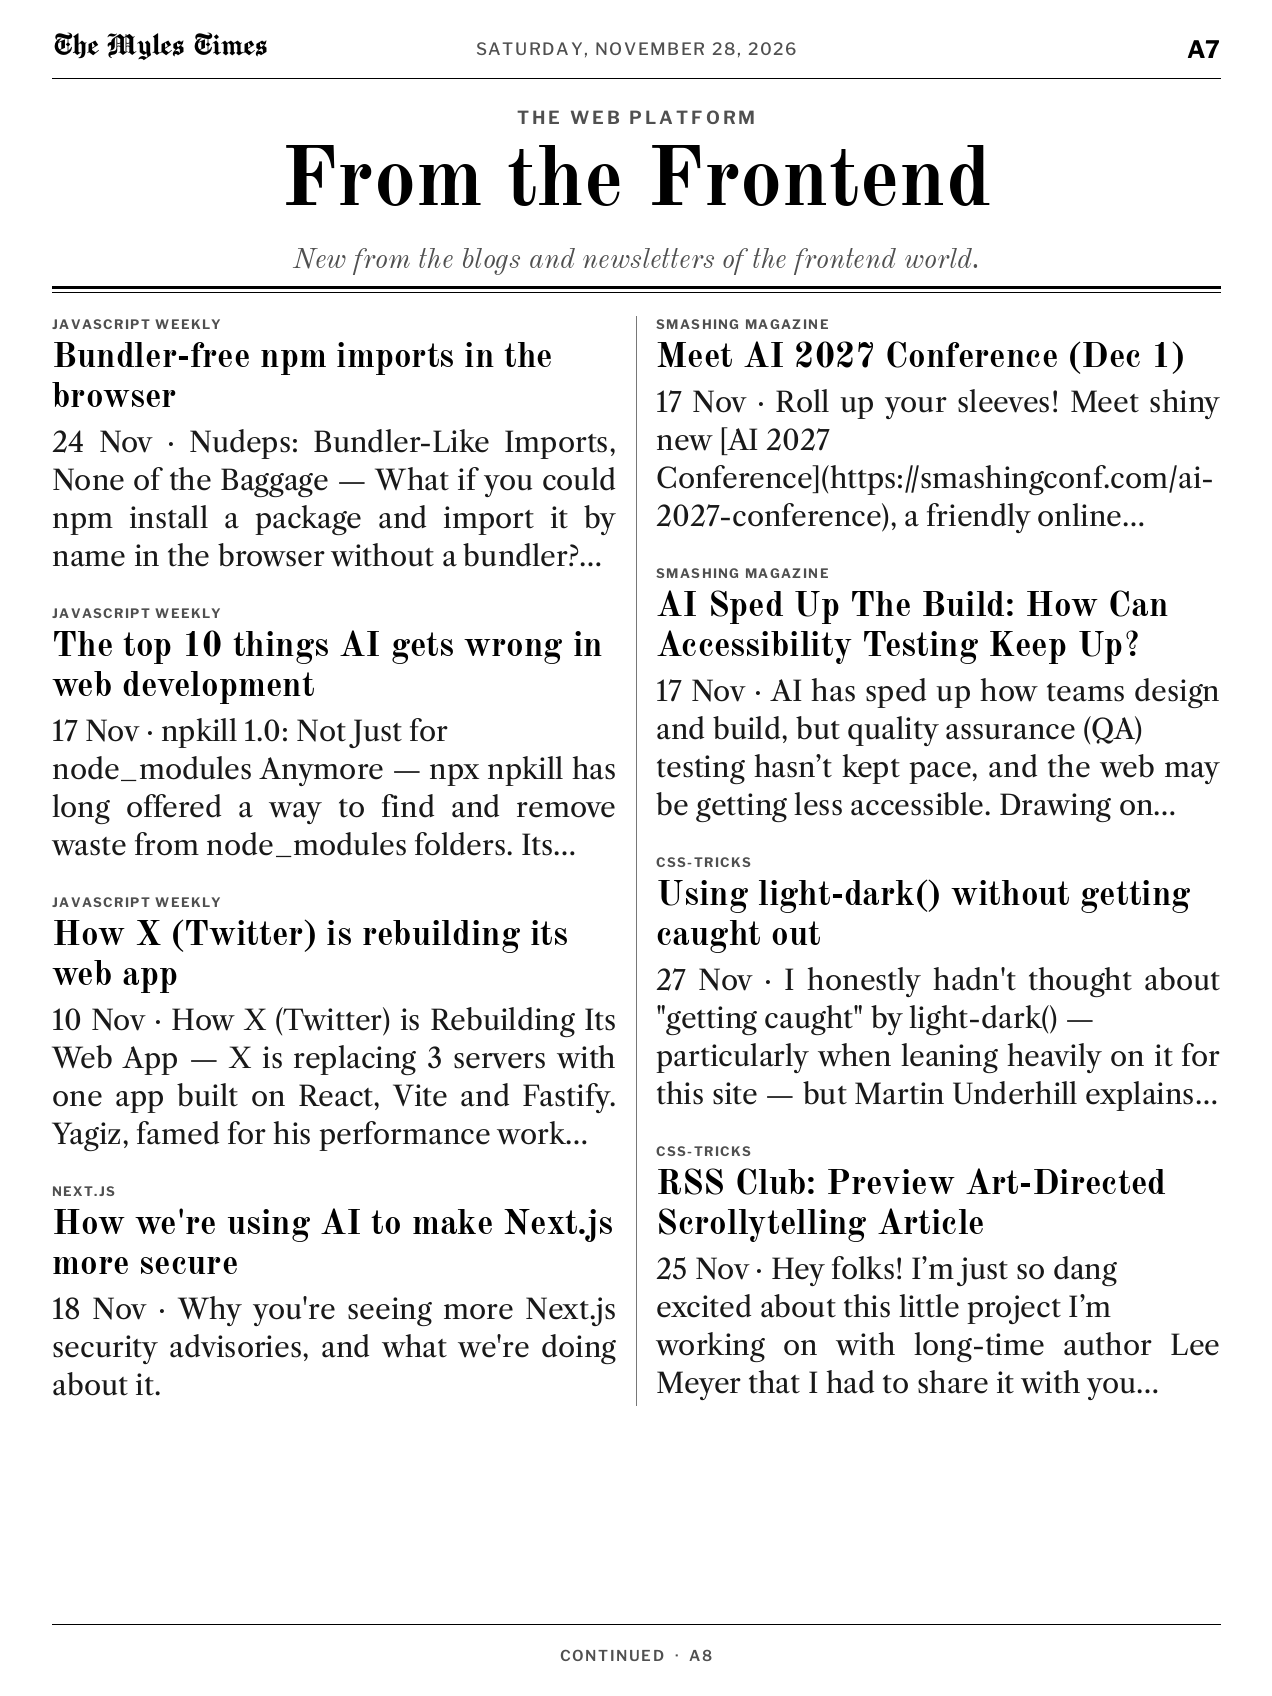 The Myles Times
SATURDAY, NOVEMBER 28, 2026
A7
THE WEB PLATFORM
From the Frontend
New from the blogs and newsletters of the frontend world.
JAVASCRIPT WEEKLY
Bundler-free npm imports in the
browser
24 Nov · Nudeps: Bundler-Like Imports,
None of the Baggage — What if you could
npm install a package and import it by
name in the browser without a bundler?...
JAVASCRIPT WEEKLY
The top 10 things AI gets wrong in
web development
17 Nov · npkill 1.0: Not Just for
node_modules Anymore — npx npkill has
long offered a way to find and remove
waste from node_modules folders. Its...
JAVASCRIPT WEEKLY
How X (Twitter) is rebuilding its
web app
10 Nov · How X (Twitter) is Rebuilding Its
Web App — X is replacing 3 servers with
one app built on React, Vite and Fastify.
Yagiz, famed for his performance work...
NEXT.JS
How we're using AI to make Next.js
more secure
18 Nov · Why you're seeing more Next.js
security advisories, and what we're doing
about it.
SMASHING MAGAZINE
Meet AI 2027 Conference (Dec 1)
17 Nov · Roll up your sleeves! Meet shiny
new [AI 2027
Conference](https://smashingconf.com/ai-
2027-conference), a friendly online...
SMASHING MAGAZINE
AI Sped Up The Build: How Can
Accessibility Testing Keep Up?
17 Nov · AI has sped up how teams design
and build, but quality assurance (QA)
testing hasn’t kept pace, and the web may
be getting less accessible. Drawing on...
CSS-TRICKS
Using light-dark() without getting
caught out
27 Nov · I honestly hadn't thought about
"getting caught" by light-dark() —
particularly when leaning heavily on it for
this site — but Martin Underhill explains...
CSS-TRICKS
RSS Club: Preview Art-Directed
Scrollytelling Article
25 Nov · Hey folks! I’m just so dang
excited about this little project I’m
working on with long-time author Lee
Meyer that I had to share it with you...
CONTINUED · A8